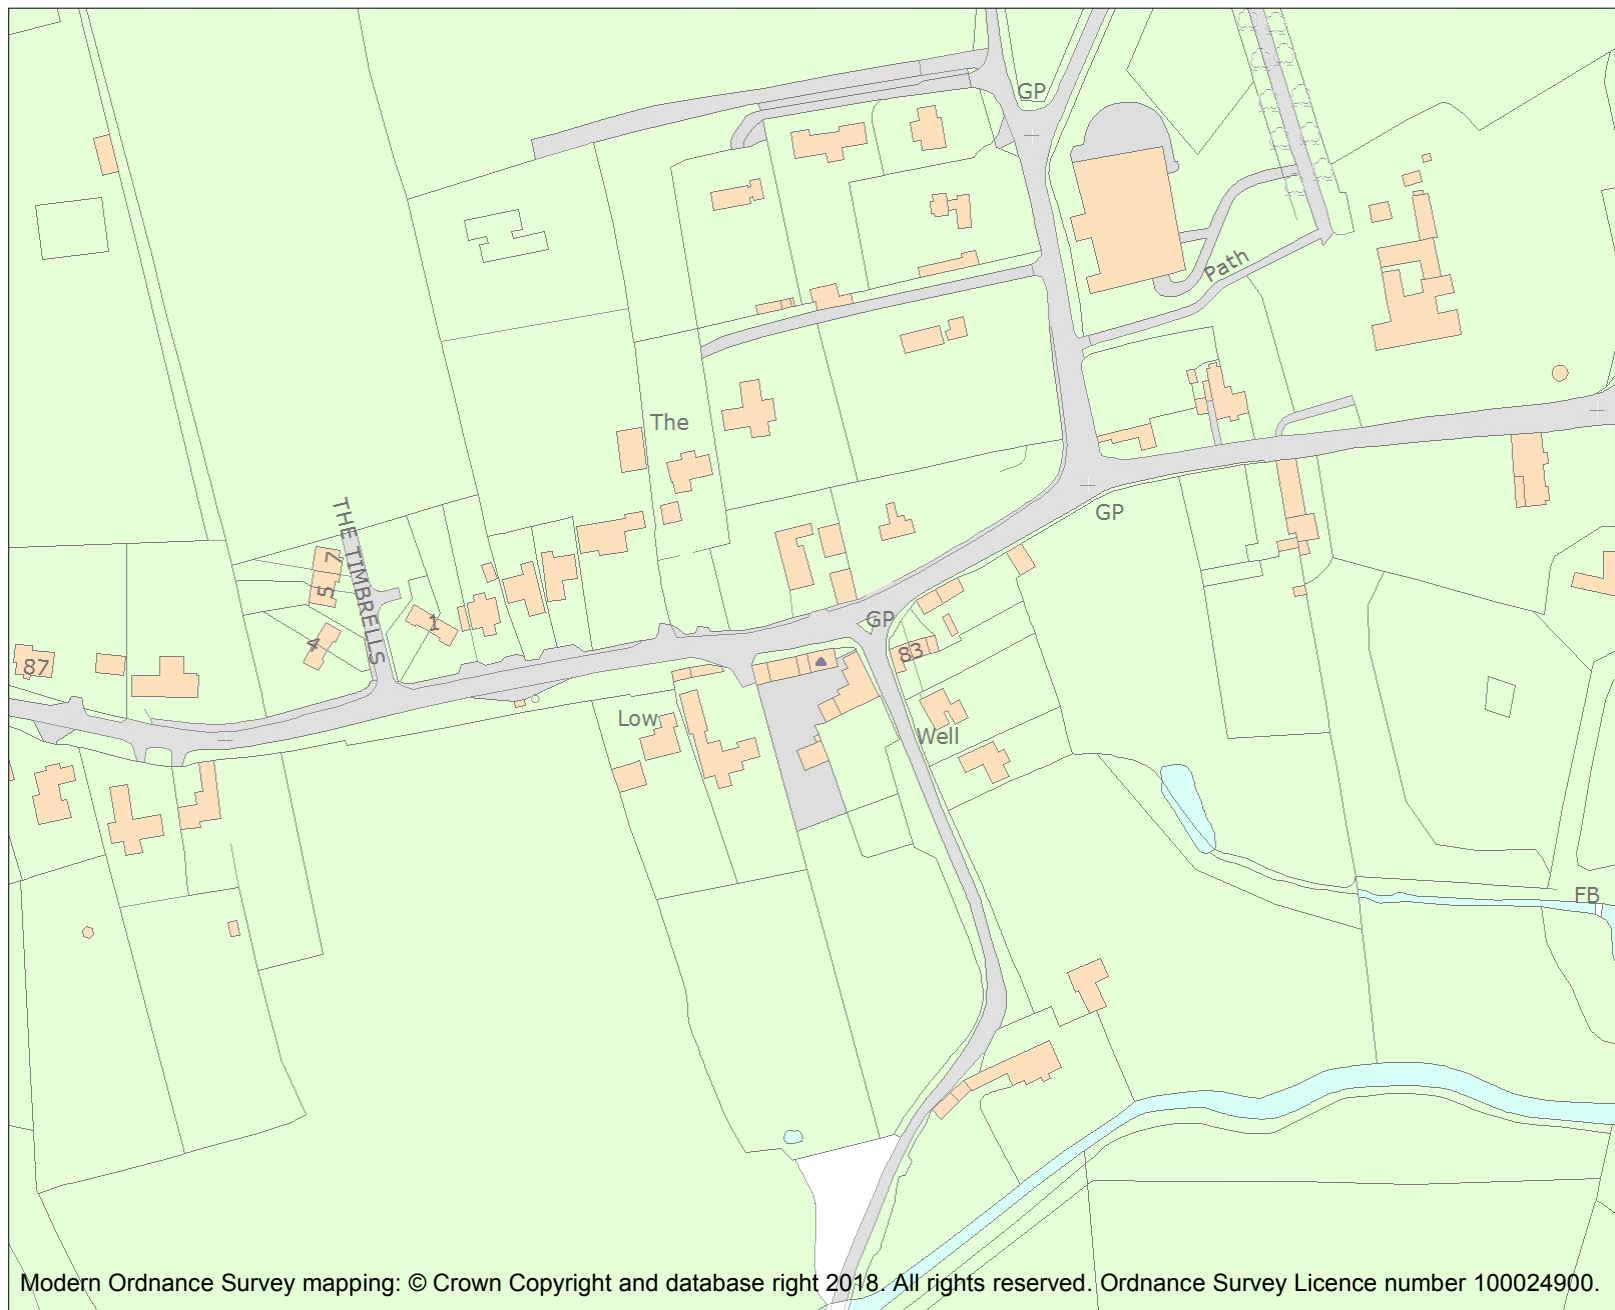 GP
Path
The
THE TIMBRELLS
GP
7
5
1
GP
4
83
87
Low
Well
FB
Modern Ordnance Survey mapping: © Crown Copyright and database right 2018. All rights reserved. Ordnance Survey Licence number 100024900.